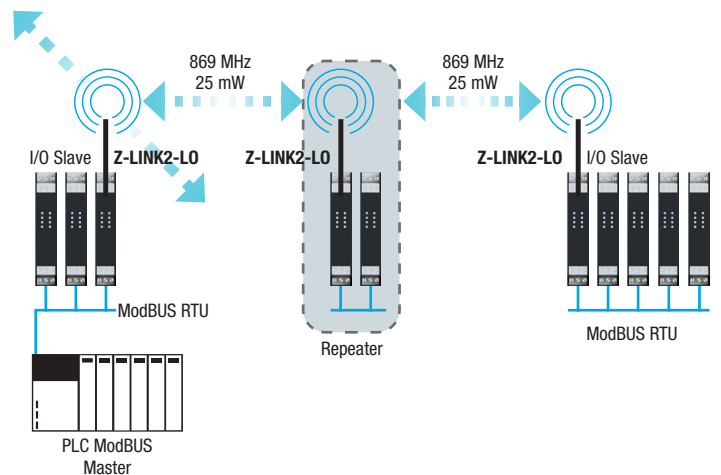 869 MHz
25 mW
869 MHz
25 mW
I/O Slave
Z-LINK2-LO
Z-LINK2-LO
Z-LINK2-LO
I/O Slave
ModBUS RTU
Repeater
ModBUS RTU
PLC ModBUS
Master